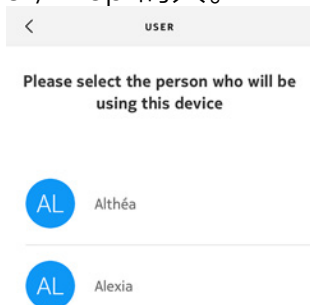 USER
Please select the person who will be
using this device
AL
Althéa
AL
Alexia